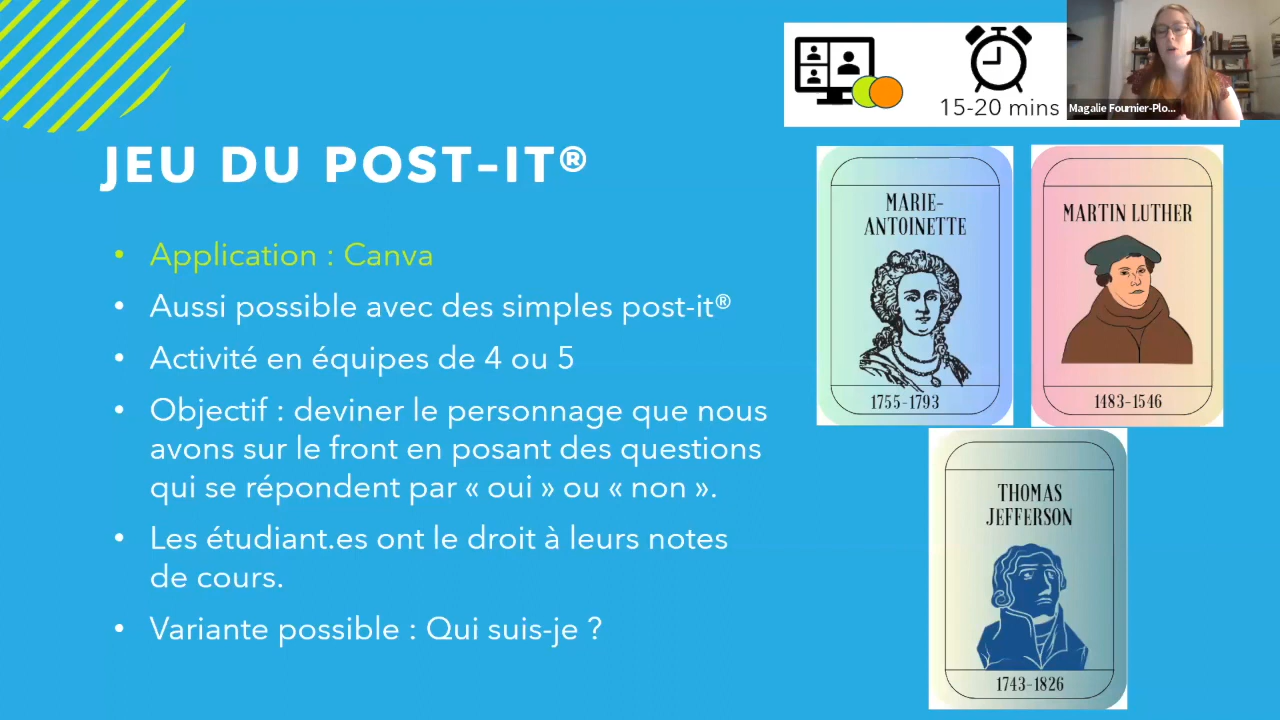 15-20 mins
Magalie Fournier-Plo...
JEU DU POST-IT®
• Application : Canva
• Aussi possible avec des simples post-it®
• Activité en équipes de 4 ou 5
• Objectif : deviner le personnage que nous
avons sur le front en posant des questions
qui se répondent par « oui » ou « non ».
• Les étudiant.es ont le droit à leurs notes
de cours.
• Variante possible : Qui suis-je ?
MARIE-
ANTOINETTE
1755-1793
MARTIN LUTHER
1483-1546
THOMAS
JEFFERSON
1743-1826